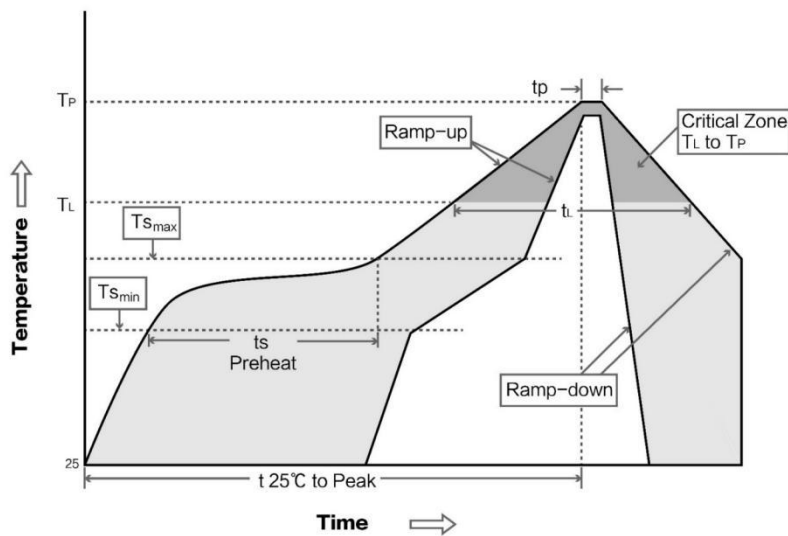 tp
TP
Ramp-up
Critical Zone
TL to TP
TL
tL
Tsmax
Tsmin
ts
Preheat
Ramp-down
25
t 25℃ to Peak
Temperature
Time